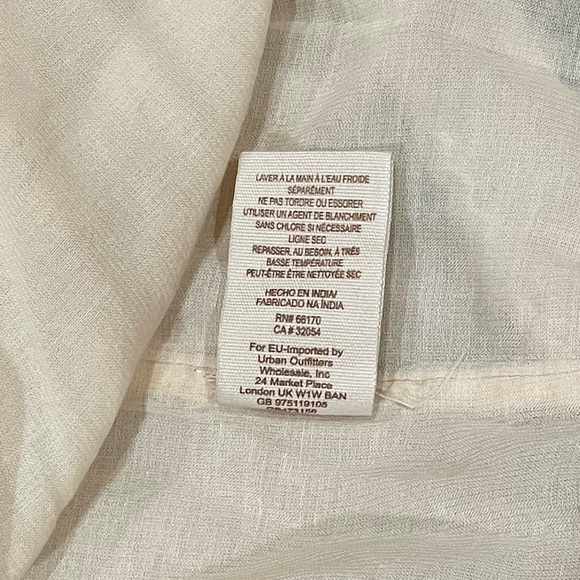 LAVER À LA MAIN À L'EAU FROIDE
SÉPARÉMENT
NE PAS TORDRE OU ESSORER
UTILISER UN AGENT DE BLANCHIMENT
SANS CHLORE SI NÉCESSAIRE
LIGNE SEC
REPASSER, AU BESOIN, À TRÈS
BASSE TEMPÉRATURE
PEUT-ÊTRE ÊTRE NETTOYÉE SEC
HECHO EN INDIA/
FABRICADO NA ÍNDIA
RN# 66170
CA # 32054
For EU-Imported by
Urban Outfitters
Wholesale, Inc
24 Market Place
London UK W1W BAN
GB 975119105